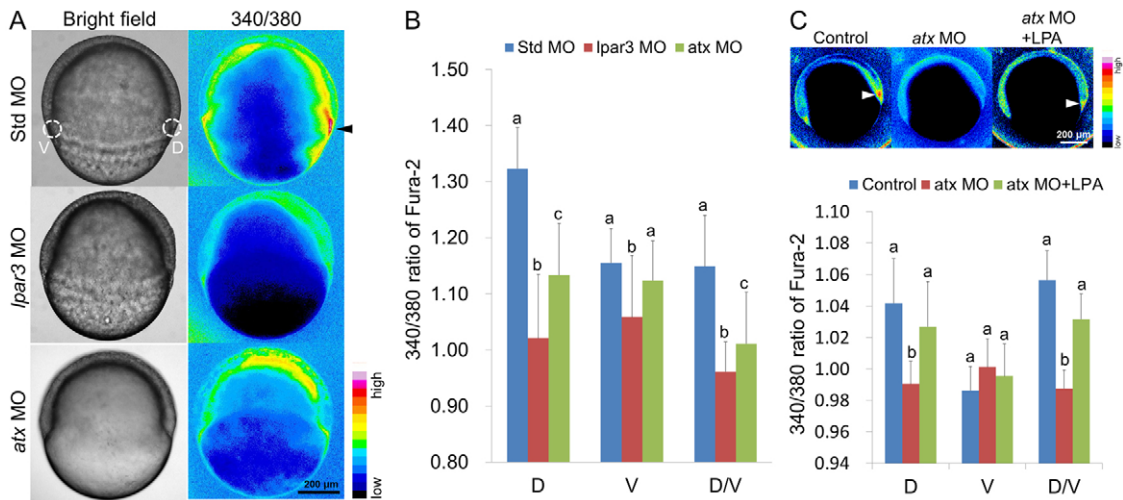 A
Bright field
340/380
Std MO
V
D
lpar3 MO
atx MO
high
low
200 μm
B
Std MO
lpar3 MO
atx MO
340/380 ratio of Fura-2
1.50
1.40
1.30
1.20
1.10
1.00
0.90
0.80
a
b
c
a
b
a
a
b
c
D
V
D/V
C
Control
atx MO
atx MO
+LPA
200 μm
high
low
Control
atx MO
atx MO+LPA
340/380 ratio of Fura-2
1.10
1.08
1.06
1.04
1.02
1.00
0.98
0.96
0.94
a
b
a
a
a
a
a
b
a
D
V
D/V